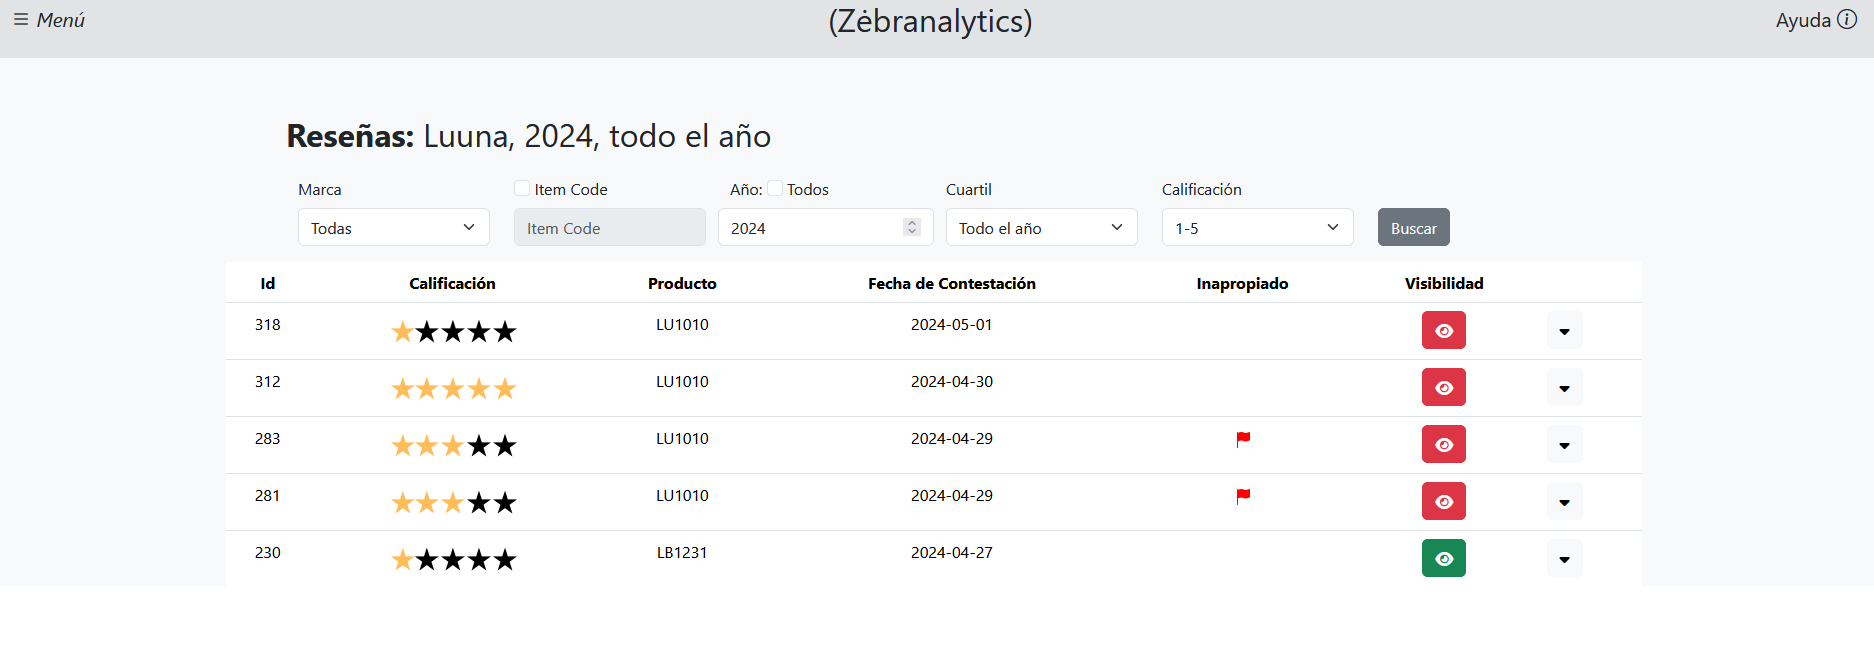 Menú
(Zėbranalytics)
Ayuda
Reseñas: Luuna, 2024, todo el año
Marca
Item Code
Año: Todos
Cuartil
Calificación
Todas
Item Code
2024
Todo el año
1-5
Buscar
Id Calificación Producto Fecha de Contestación Inapropiado Visibilidad
318 LU1010 2024-05-01
312 LU1010 2024-04-30
283 LU1010 2024-04-29
281 LU1010 2024-04-29
230 LB1231 2024-04-27